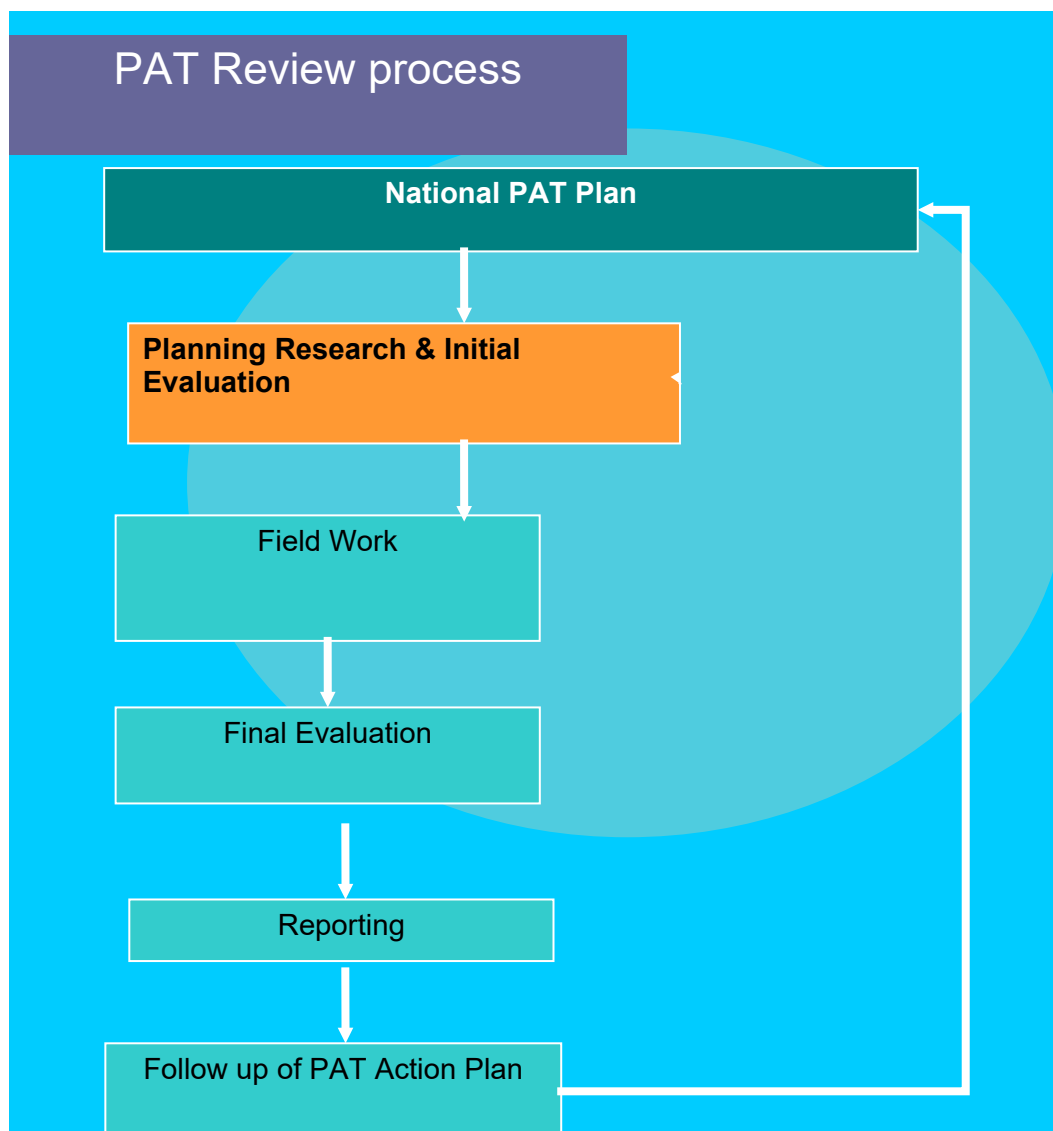 PAT Review process
National PAT Plan
Planning Research & Initial
Evaluation
Field Work
Final Evaluation
Reporting
Follow up of PAT Action Plan